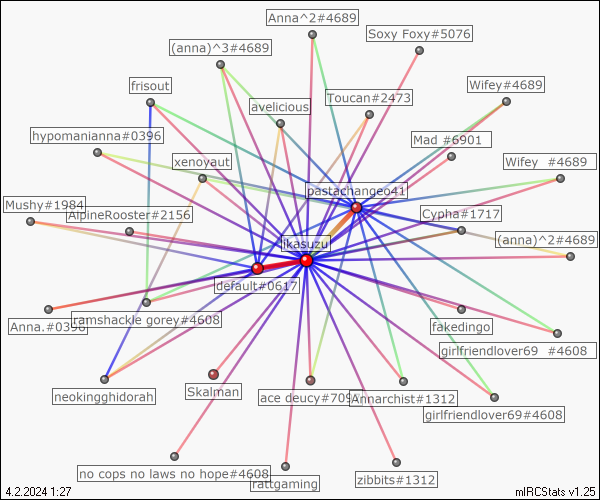 Anna^2#4689
Soxy Foxy#5076
(anna)^3#4689
frisout
Wifey#4689
Toucan#2473
avelicious
hypomanianna#0396
Mad #6901
xenoyaut
Wifey #4689
pastachangeo41
Mushy#1984
AlpineRooster#2156
Cypha#1717
jikasuzu
(anna)^2#4689
default#0617
Anna.#0396
ramshackle gorey#4608
fakedingo
girlfriendlover69 #4608
neokingghidorah
Skalman
ace deucy#709
Annarchist#1312
girlfriendlover69#4608
no cops no laws no hope#4608
rattgaming
zibbits#1312
4.2.2024 1:27
mIRCStats v1.25